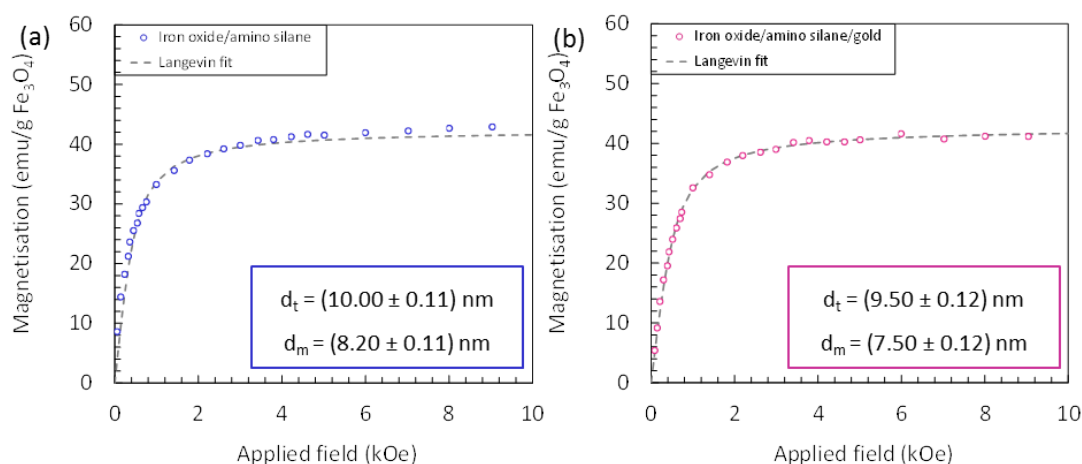 (a)
Iron oxide/amino silane
Langevin fit
Magnetisation (emu/g Fe₃O₄)
60
50
40
30
20
10
0
dₜ = (10.00 ± 0.11) nm
dₘ = (8.20 ± 0.11) nm
0 2 4 6 8 10
Applied field (kOe)
(b)
Iron oxide/amino silane/gold
Langevin fit
Magnetisation (emu/g Fe₃O₄)
60
50
40
30
20
10
0
dₜ = (9.50 ± 0.12) nm
dₘ = (7.50 ± 0.12) nm
0 2 4 6 8 10
Applied field (kOe)